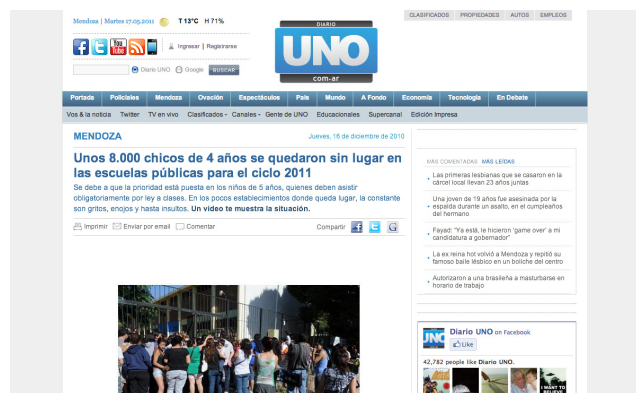 CLASIFICADOS PROPIEDADES AUTOS EMPLEOS
Mendoza | Martes 17.05.2011 T 13°C H 71%
DIARIO
UNO
com-ar
You Tube
Ingresar | Registrarse
Diario UNO Google BUSCAR
Portada Policiales Mendoza Ovación Espectáculos País Mundo A Fondo Economía Tecnología En Debate
Vos & la noticia Twitter TV en vivo Clasificados Canales Gente de UNO Educacionales Supercanal Edición Impresa
MENDOZA
Jueves, 16 de diciembre de 2010
Unos 8.000 chicos de 4 años se quedaron sin lugar en
las escuelas públicas para el ciclo 2011
Se debe a que la prioridad está puesta en los niños de 5 años, quienes deben asistir
obligatoriamente por ley a clases. En los pocos establecimientos donde queda lugar, la constante
son gritos, enojos y hasta insultos. Un video te muestra la situación.
Imprimir Enviar por email Comentar Compartir
MÁS COMENTADAS MÁS LEÍDAS
Las primeras lesbianas que se casaron en la
cárcel local llevan 23 años juntas
Una joven de 19 años fue asesinada por la
espalda durante un asalto, en el cumpleaños
del hermano
Fayad: "Ya está, le hicieron 'game over' a mi
candidatura a gobernador"
La ex reina hot volvió a Mendoza y repitió su
famoso baile lésbico en un boliche del centro
Autorizaron a una brasileña a masturbarse en
horario de trabajo
UNO
Diario UNO on Facebook
Like
42,782 people like Diario UNO.
I WANT TO
BELIEVE